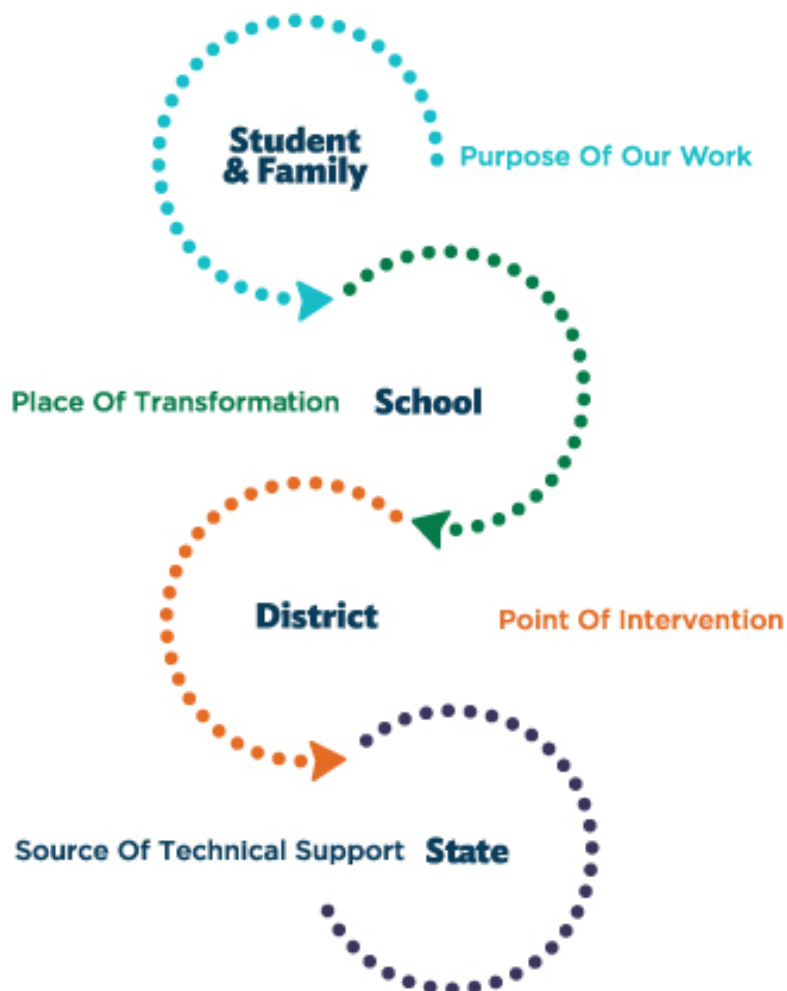 Student
& Family
Purpose Of Our Work
Place Of Transformation
School
District
Point Of Intervention
Source Of Technical Support
State